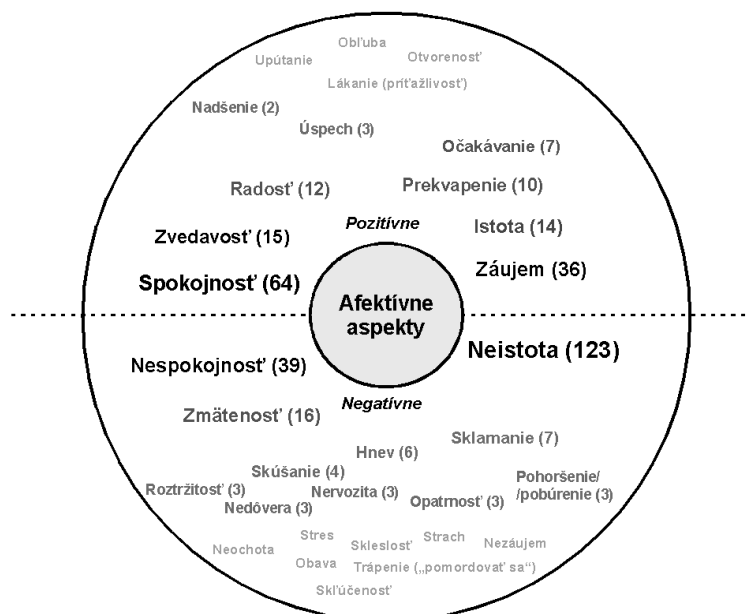 Obľuba
Upútanie
Otvorenosť
Lákanie (príťažlivosť)
Nadšenie (2)
Úspech (3)
Očakávanie (7)
Radosť (12)
Prekvapenie (10)
Pozitívne
Istota (14)
Zvedavosť (15)
Záujem (36)
Spokojnosť (64)
Afektívne
aspekty
Neistota (123)
Nespokojnosť (39)
Negatívne
Zmätenosť (16)
Sklamanie (7)
Hnev (6)
Skúšanie (4)
Pohoršenie/
/pobúrenie (3)
Roztržitosť (3)
Nervozita (3)
Opatrnosť (3)
Nedôvera (3)
Stres
Strach
Neochota
Skleslosť
Nezáujem
Obava
Trápenie („pomordovať sa“)
Skľúčenosť